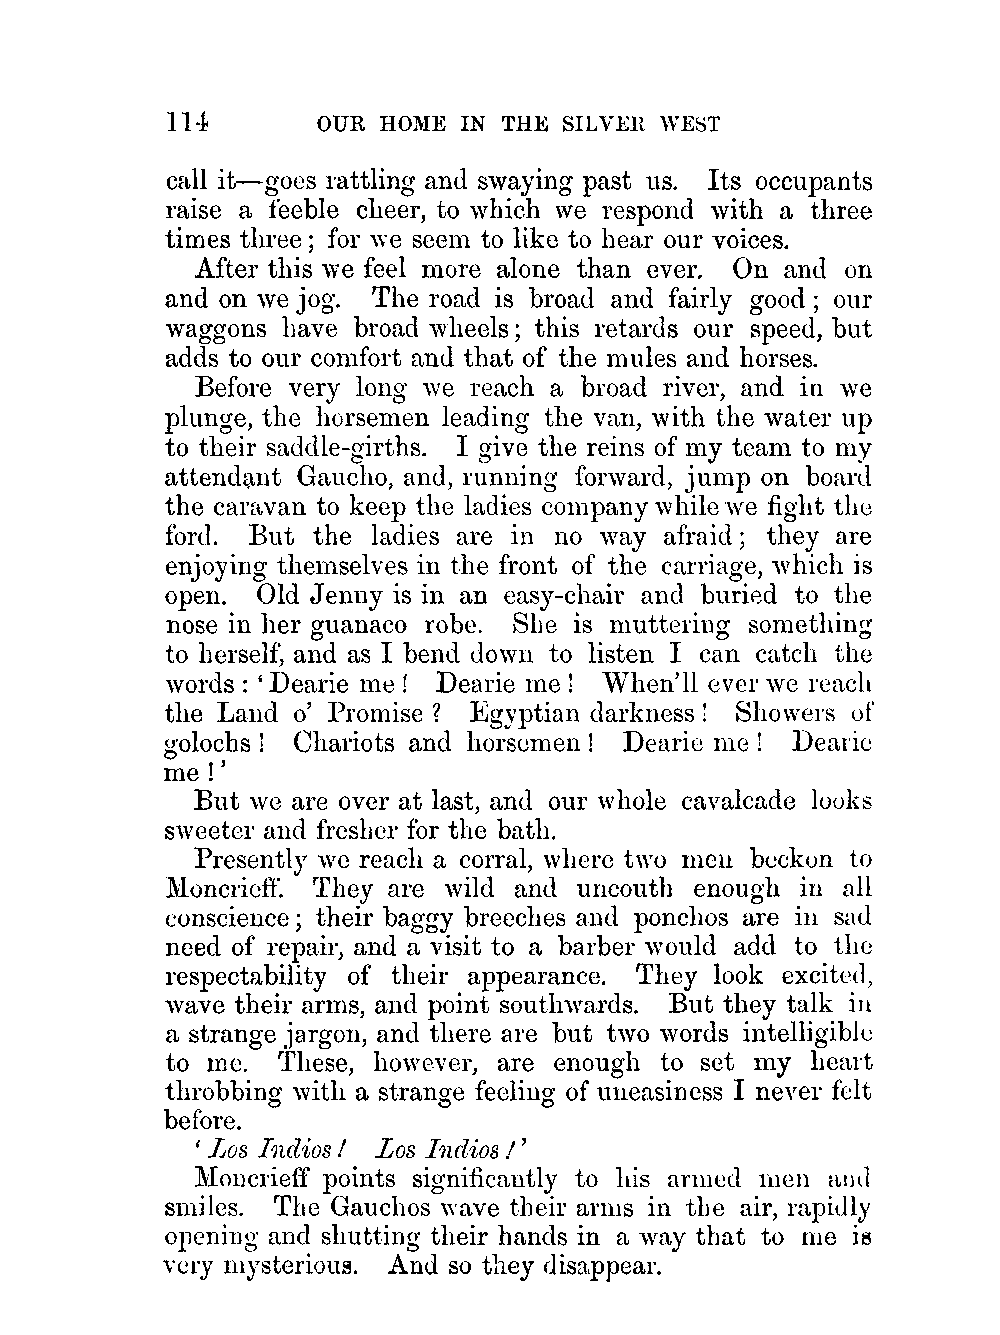 114 OUR HOME IN THE SILVER WEST
call it—goes rattling and swaying past us. Its occupants
raise a feeble cheer, to which we respond with a three
times three; for we seem to like to hear our voices.
After this we feel more alone than ever. On and on
and on we jog. The road is broad and fairly good; our
waggons have broad wheels; this retards our speed, but
adds to our comfort and that of the mules and horses.
Before very long we reach a broad river, and in we
plunge, the horsemen leading the van, with the water up
to their saddle-girths. I give the reins of my team to my
attendant Gaucho, and, running forward, jump on board
the caravan to keep the ladies company while we fight the
ford. But the ladies are in no way afraid; they are
enjoying themselves in the front of the carriage, which is
open. Old Jenny is in an easy-chair and buried to the
nose in her guanaco robe. She is muttering something
to herself, and as I bend down to listen I can catch the
words: 'Dearie me! Dearie me! When'll ever we reach
the Land o' Promise? Egyptian darkness! Showers of
golochs! Chariots and horsemen! Dearie me! Dearie
me!'
But we are over at last, and our whole cavalcade looks
sweeter and fresher for the bath.
Presently we reach a corral, where two men beckon to
Moncrieff. They are wild and uncouth enough in all
conscience; their baggy breeches and ponchos are in sad
need of repair, and a visit to a barber would add to the
respectability of their appearance. They look excited,
wave their arms, and point southwards. But they talk in
a strange jargon, and there are but two words intelligible
to me. These, however, are enough to set my heart
throbbing with a strange feeling of uneasiness I never felt
before.
'Los Indios! Los Indios!'
Moncrieff points significantly to his armed men and
smiles. The Gauchos wave their arms in the air, rapidly
opening and shutting their hands in a way that to me is
very mysterious. And so they disappear.